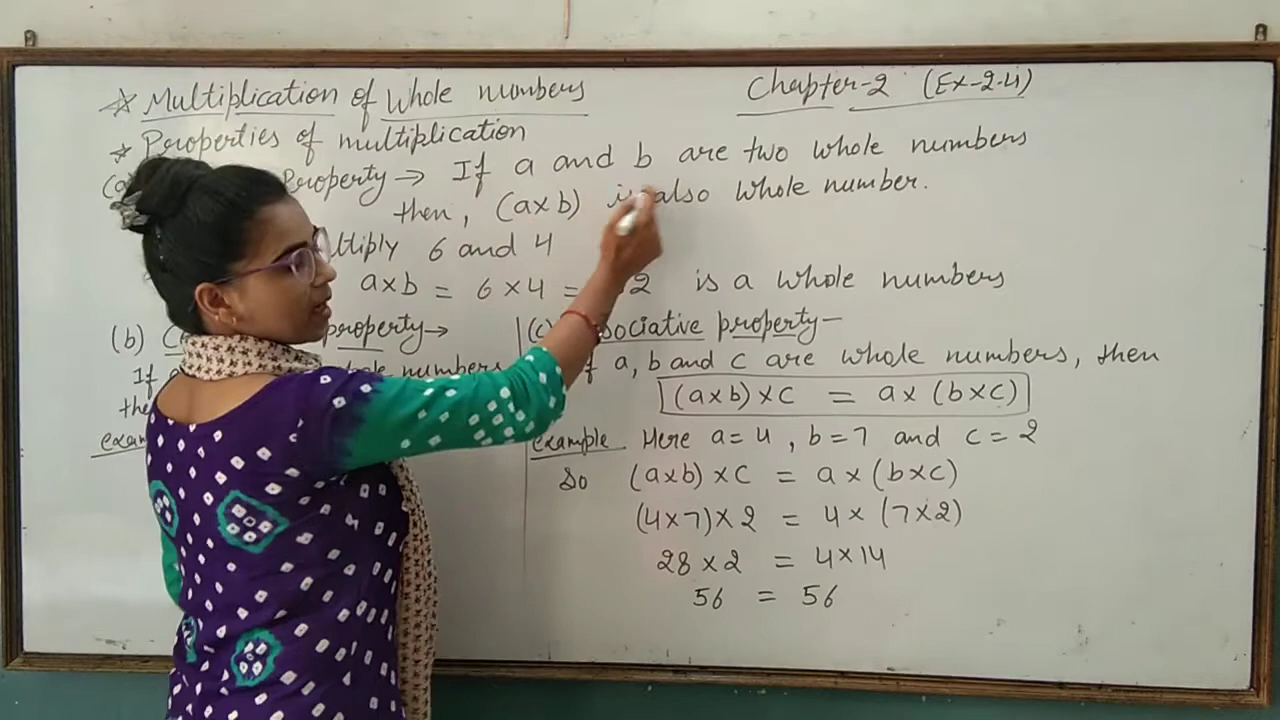 ☆ Multiplication of Whole numbers
Chapter-2 (Ex-2.4)
☆ Properties of multiplication
(a) Property → If a and b are two whole numbers
then, (a×b) is also whole number.
6 and 4
a×b = 6×4 = 2 is a whole numbers
(b) property →
If numbers
example
(c) property –
a, b and c are whole numbers, then
(a×b)×c = a×(b×c)
example Here a=4, b=7 and c=2
So (a×b)×c = a×(b×c)
(4×7)×2 = 4×(7×2)
28×2 = 4×14
56 = 56